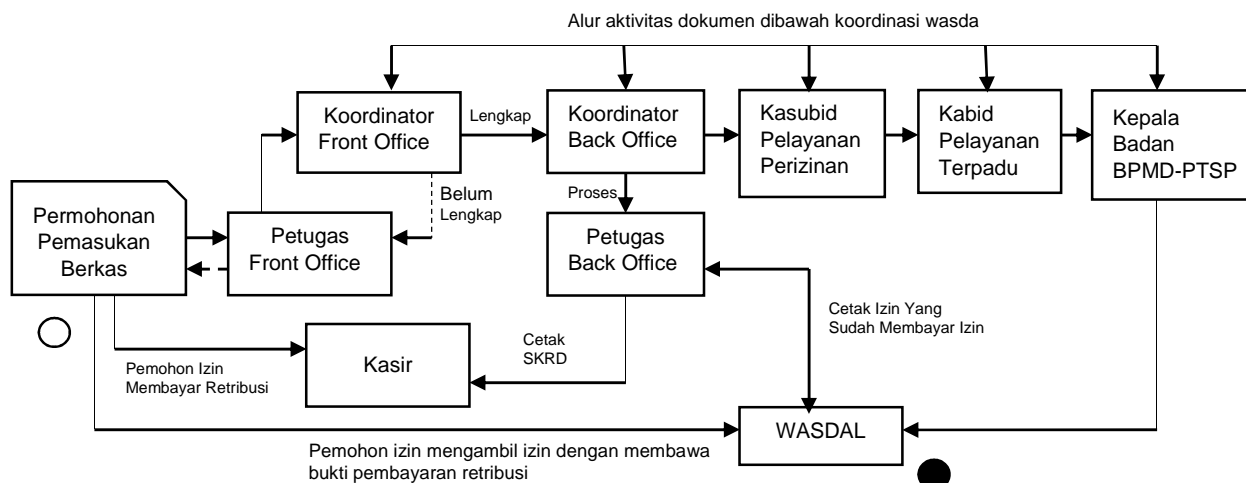 Alur aktivitas dokumen dibawah koordinasi wasda
Koordinator
Front Office
Lengkap
Koordinator
Back Office
Kasubid
Pelayanan
Perizinan
Kabid
Pelayanan
Terpadu
Kepala
Badan
BPMD-PTSP
Belum
Lengkap
Proses
Permohonan
Pemasukan
Berkas
Petugas
Front Office
Petugas
Back Office
Cetak Izin Yang
Sudah Membayar Izin
Pemohon Izin
Membayar Retribusi
Kasir
Cetak
SKRD
WASDAL
Pemohon izin mengambil izin dengan membawa
bukti pembayaran retribusi